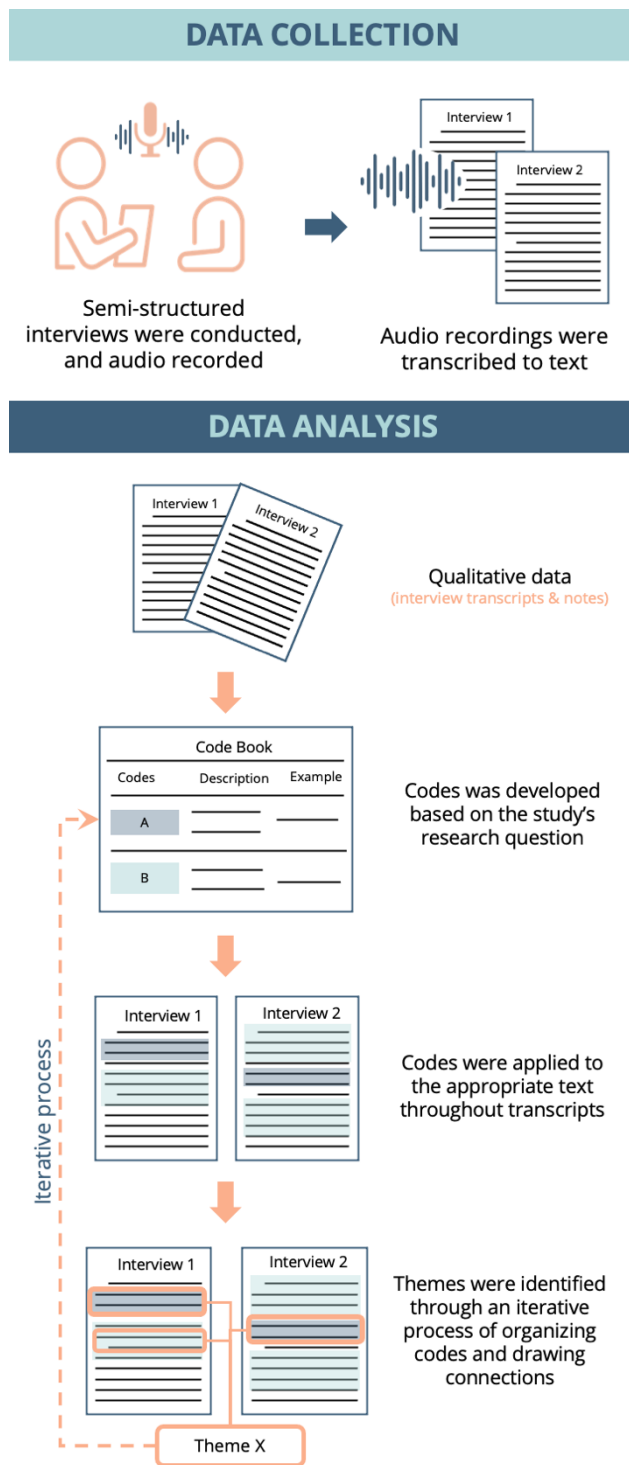 DATA COLLECTION
Interview 1
Interview 2
Semi-structured
interviews were conducted,
and audio recorded
Audio recordings were
transcribed to text
DATA ANALYSIS
Interview 1
Interview 2
Qualitative data
(interview transcripts & notes)
Code Book
Codes
Description
Example
A
B
Codes was developed
based on the study's
research question
Interview 1
Interview 2
Codes were applied to
the appropriate text
throughout transcripts
Iterative process
Interview 1
Interview 2
Themes were identified
through an iterative
process of organizing
codes and drawing
connections
Theme X